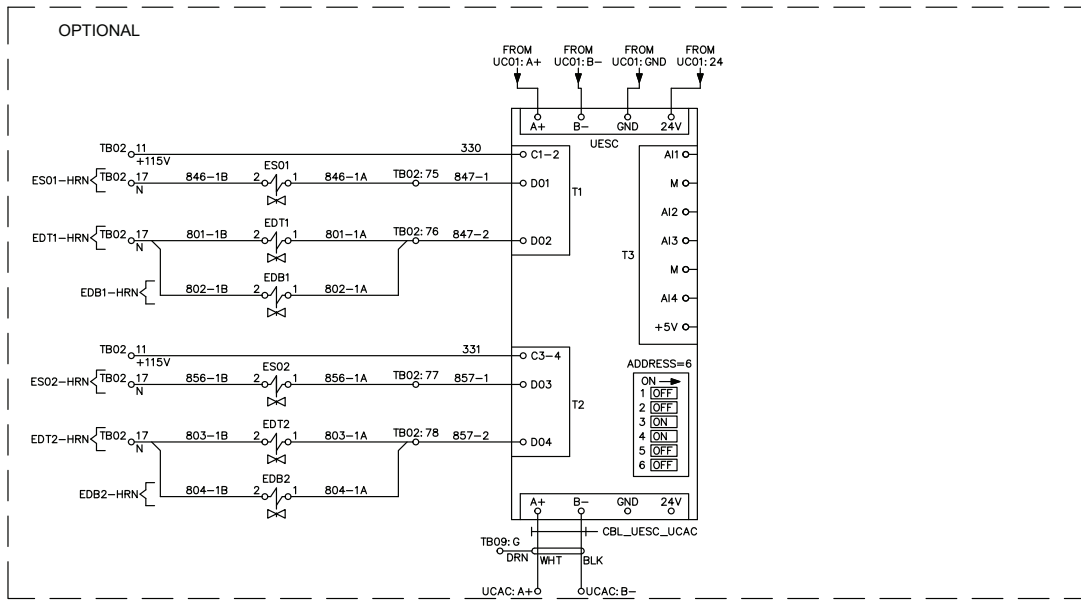 OPTIONAL
FROM UC01: A+
FROM UC01: B-
FROM UC01: GND
FROM UC01: 24
A+ B- GND 24V
UESC
TB02 11 +115V 330 C1-2
ES01-HRN TB02 17 N 846-1B 2 ES01 1 846-1A TB02: 75 847-1 D01
T1
EDT1-HRN TB02 17 N 801-1B 2 EDT1 1 801-1A TB02: 76 847-2 D02
EDB1-HRN 802-1B 2 EDB1 1 802-1A
AI1
M
AI2
AI3
T3
M
AI4
+5V
TB02 11 +115V 331 C3-4
ES02-HRN TB02 17 N 856-1B 2 ES02 1 856-1A TB02: 77 857-1 D03
T2
EDT2-HRN TB02 17 N 803-1B 2 EDT2 1 803-1A TB02: 78 857-2 D04
EDB2-HRN 804-1B 2 EDB2 1 804-1A
ADDRESS=6
ON
1 OFF
2 OFF
3 ON
4 ON
5 OFF
6 OFF
A+ B- GND 24V
CBL_UESC_UCAC
TB09: G
DRN WHT BLK
UCAC: A+ UCAC: B-